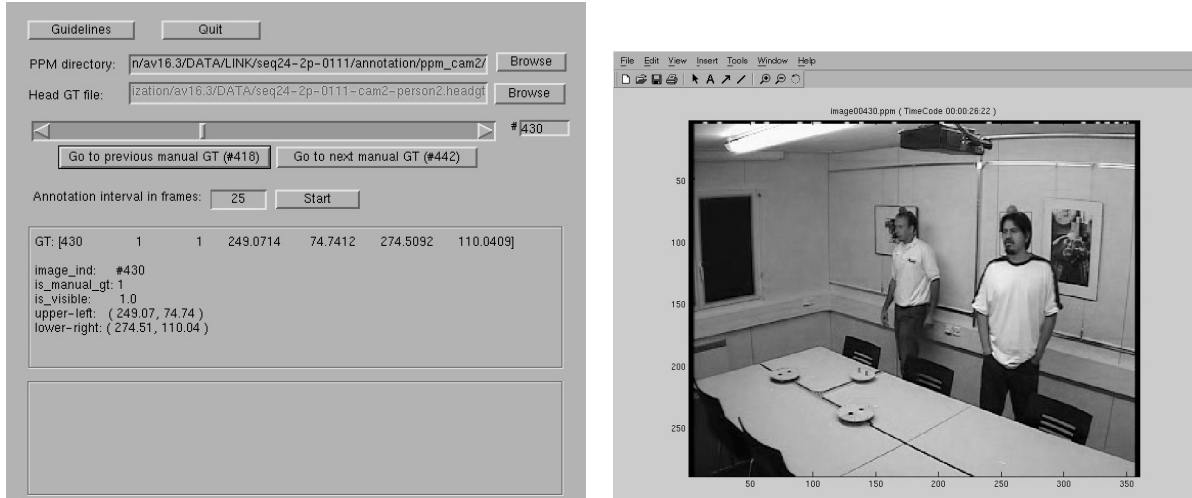 Guidelines Quit
PPM directory: n/av16.3/DATA/LINK/seq24-2p-0111/annotation/ppm_cam2/ Browse
Head GT file: ization/av16.3/DATA/seq24-2p-0111-cam2-person2.headgt Browse
# 430
Go to previous manual GT (#418) Go to next manual GT (#442)
Annotation interval in frames: 25 Start
GT: [430 1 1 249.0714 74.7412 274.5092 110.0409]
image_ind: #430
is_manual_gt: 1
is_visible: 1.0
upper-left: ( 249.07, 74.74 )
lower-right: ( 274.51, 110.04 )
File Edit View Insert Tools Window Help
A
image00430.ppm ( TimeCode 00:00:26:22 )
50
100
150
200
250
50 100 150 200 250 300 350